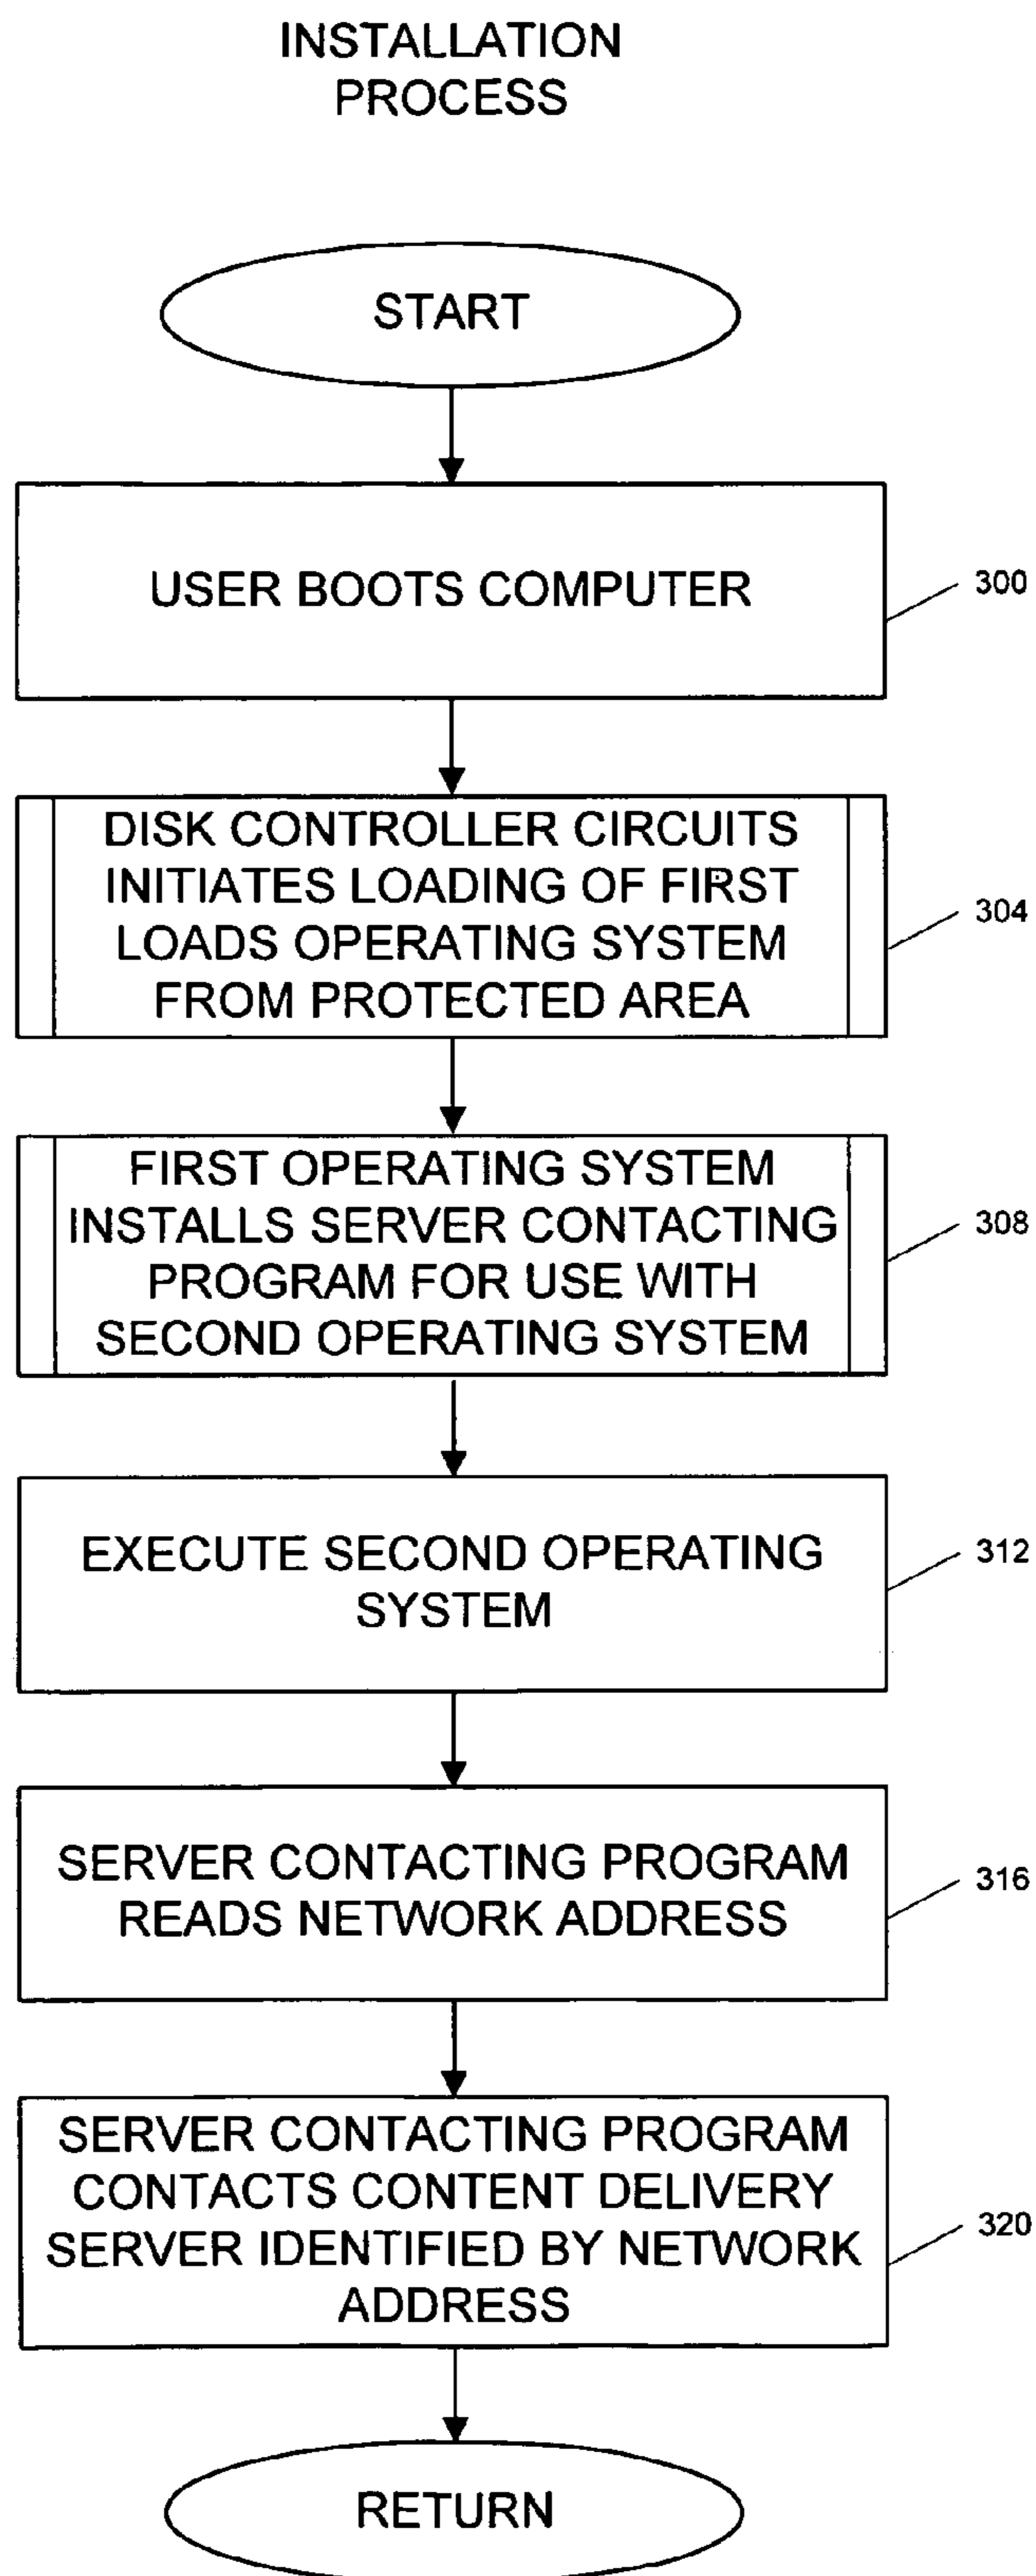 INSTALLATION
PROCESS
START
USER BOOTS COMPUTER
300
DISK CONTROLLER CIRCUITS
INITIATES LOADING OF FIRST
LOADS OPERATING SYSTEM
FROM PROTECTED AREA
304
FIRST OPERATING SYSTEM
INSTALLS SERVER CONTACTING
PROGRAM FOR USE WITH
SECOND OPERATING SYSTEM
308
EXECUTE SECOND OPERATING
SYSTEM
312
SERVER CONTACTING PROGRAM
READS NETWORK ADDRESS
316
SERVER CONTACTING PROGRAM
CONTACTS CONTENT DELIVERY
SERVER IDENTIFIED BY NETWORK
ADDRESS
320
RETURN